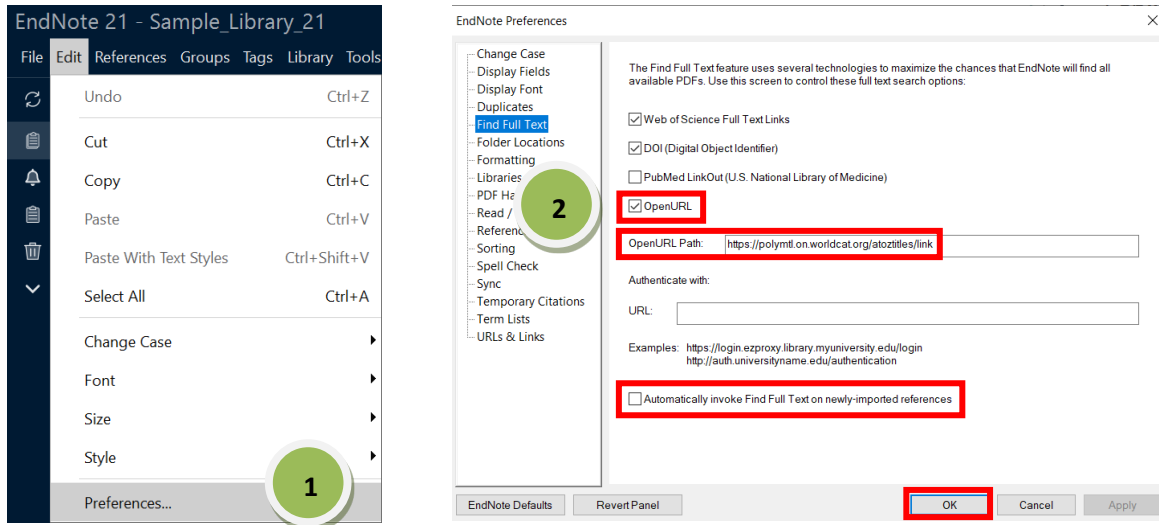 EndNote 21 - Sample_Library_21
File Edit References Groups Tags Library Tools
Undo Ctrl+Z
Cut Ctrl+X
Copy Ctrl+C
Paste Ctrl+V
Paste With Text Styles Ctrl+Shift+V
Select All Ctrl+A
Change Case
Font
Size
Style
Preferences...
1
EndNote Preferences
Change Case
Display Fields
Display Font
Duplicates
Find Full Text
Folder Locations
Formatting
Libraries
PDF Ha
Read /
Referenc
Sorting
Spell Check
Sync
Temporary Citations
Term Lists
URLs & Links
2
The Find Full Text feature uses several technologies to maximize the chances that EndNote will find all
available PDFs. Use this screen to control these full text search options:
Web of Science Full Text Links
DOI (Digital Object Identifier)
PubMed LinkOut (U.S. National Library of Medicine)
OpenURL
OpenURL Path: https://polymtl.on.worldcat.org/atoztitles/link
Authenticate with:
URL:
Examples: https://login.ezproxy.library.myuniversity.edu/login
http://auth.universityname.edu/authentication
Automatically invoke Find Full Text on newly-imported references
EndNote Defaults Revert Panel OK Cancel Apply